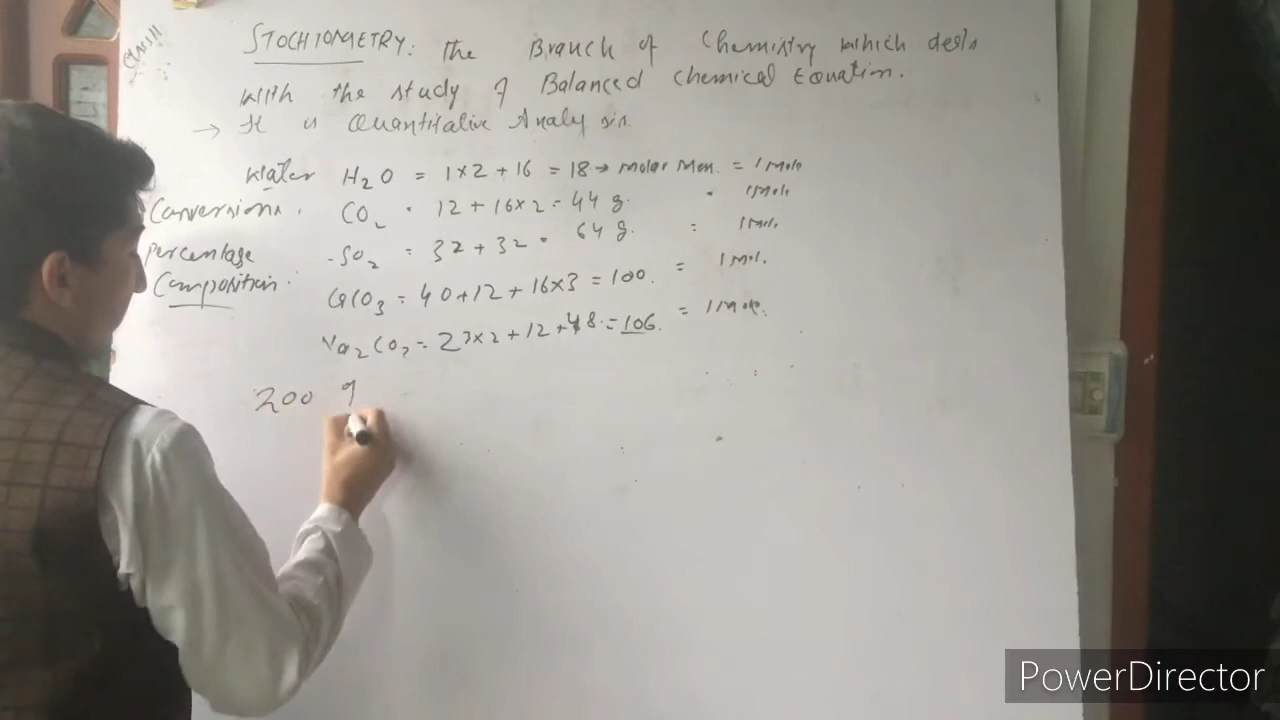 Class 11
STOCHIOMETRY: The Branch of Chemistry which deals
with the study of Balanced chemical Equation.
→ It is Quantitative Analysis.
Water H₂O = 1×2 + 16 = 18 → Molar Mass. = 1 Mole
Conversions. CO₂ = 12 + 16×2 = 44 g. = 1 Mole
Percentage SO₂ = 32 + 32 = 64 g. = 1 Mole
Composition. CaCO₃ = 40+12+16×3 = 100. = 1 Mol.
Na₂CO₃ = 23×2+12+48 = 106. = 1 Mole.
200 g
PowerDirector